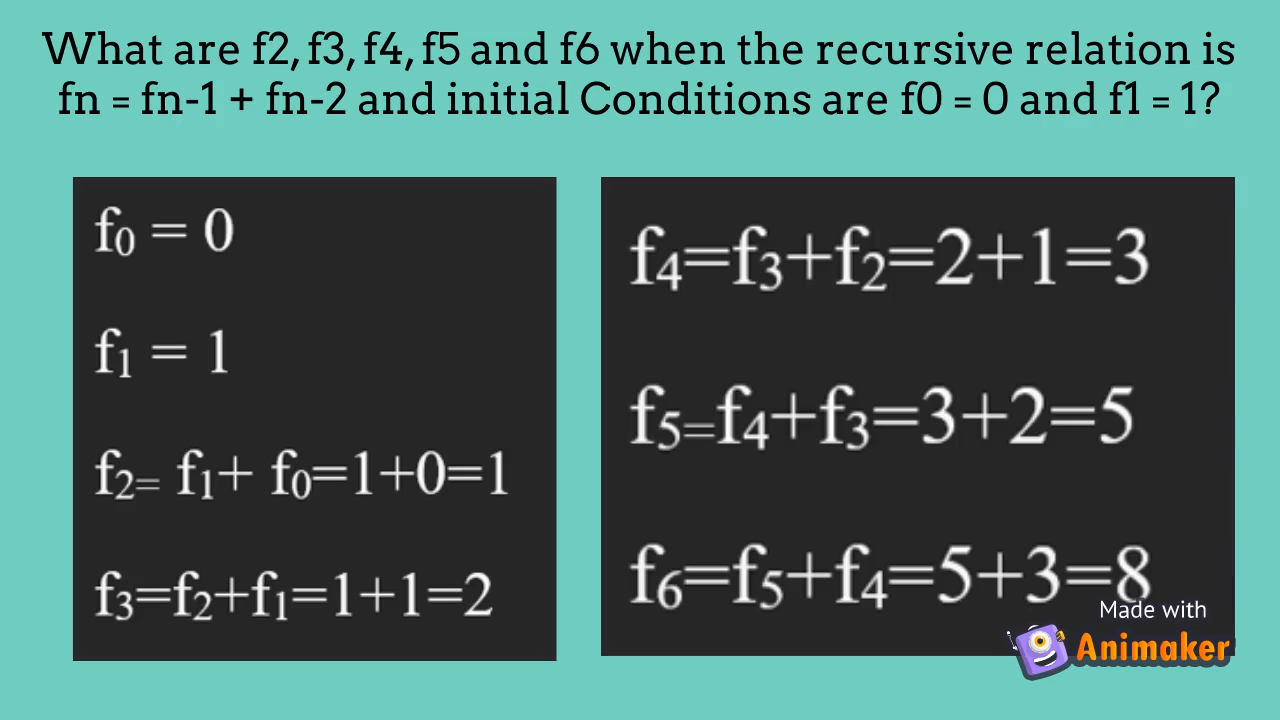 What are f2, f3, f4, f5 and f6 when the recursive relation is
fn = fn-1 + fn-2 and initial Conditions are f0 = 0 and f1 = 1?
f₀ = 0
f₁ = 1
f₂= f₁+ f₀=1+0=1
f₃=f₂+f₁=1+1=2
f₄=f₃+f₂=2+1=3
f₅=f₄+f₃=3+2=5
f₆=f₅+f₄=5+3=8
Made with
Animaker